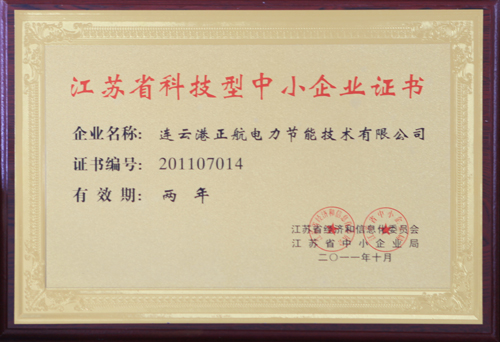 江苏省科技型中小企业证书
企业名称: 连云港正航电力节能技术有限公司
证书编号: 201107014
有效期: 两年
江苏省经济和信息化委员会
江苏省中小企业局
二〇一一年十月